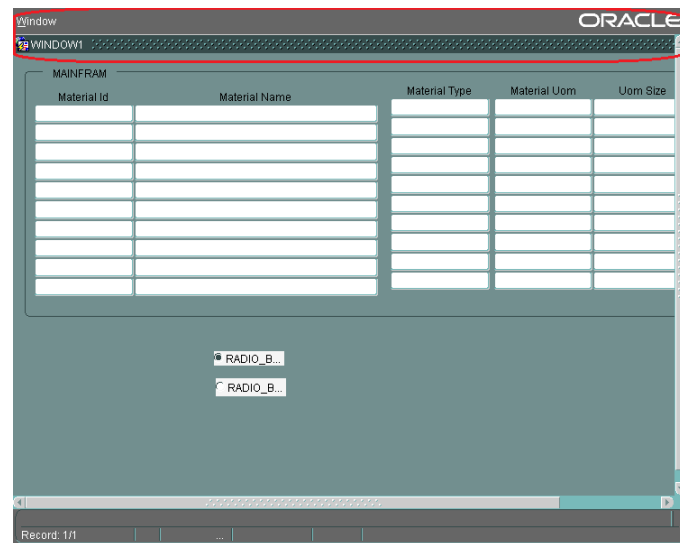 Window ORACLE
WINDOW1
MAINFRAM
Material Id Material Name Material Type Material Uom Uom Size
RADIO_B...
RADIO_B...
Record: 1/1 ...